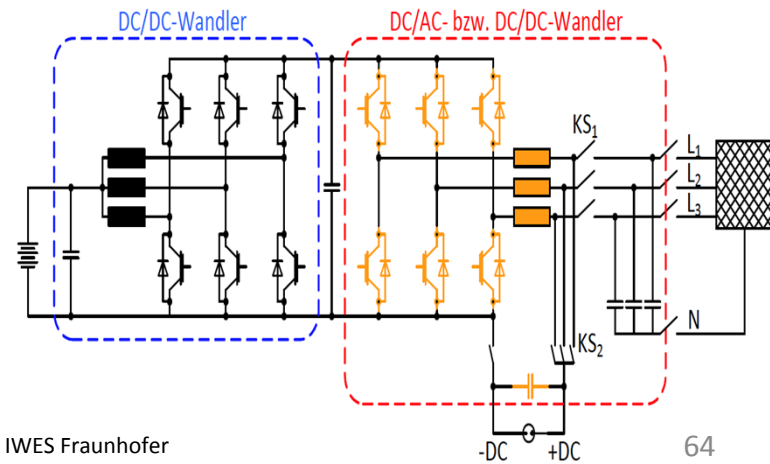 DC/DC-Wandler
DC/AC- bzw. DC/DC-Wandler
KS₁
L₁
L₂
L₃
N
KS₂
-DC +DC
IWES Fraunhofer
64